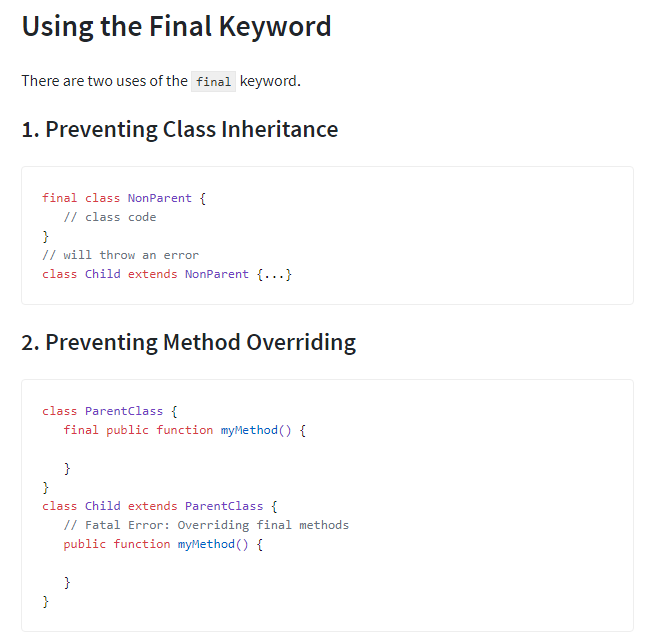 Using the Final Keyword
There are two uses of the final keyword.
1. Preventing Class Inheritance
final class NonParent {
   // class code
}
// will throw an error
class Child extends NonParent {...}
2. Preventing Method Overriding
class ParentClass {
   final public function myMethod() {

   }
}
class Child extends ParentClass {
   // Fatal Error: Overriding final methods
   public function myMethod() {

   }
}